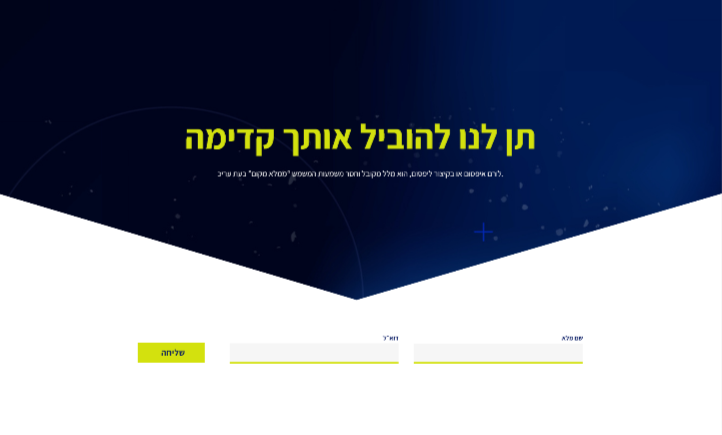 תן לנו להוביל אותך קדימה
לורם איפסום או בקיצור ליפסום, הוא מלל מקובל וחסר משמעות המשמש "ממלא מקום" בעת עריכ.
שם מלא
דוא״ל
שליחה